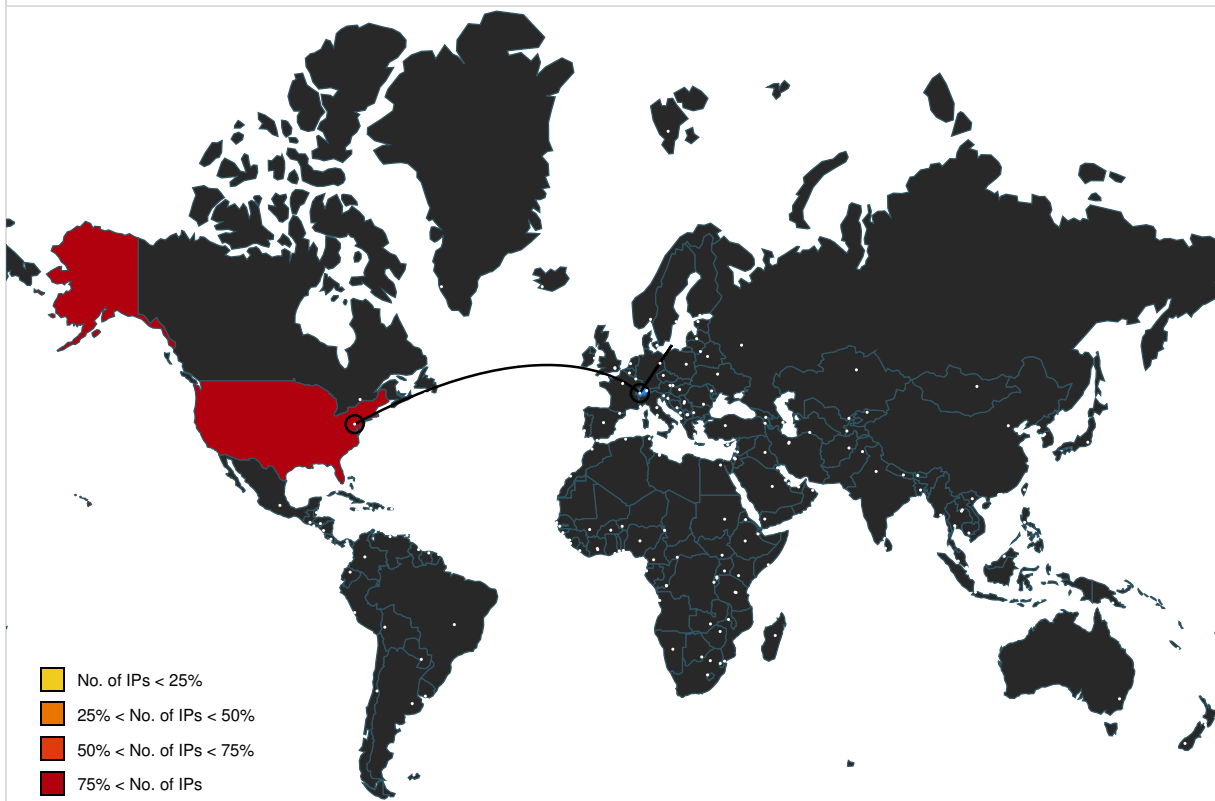 No. of IPs < 25%
25% < No. of IPs < 50%
50% < No. of IPs < 75%
75% < No. of IPs